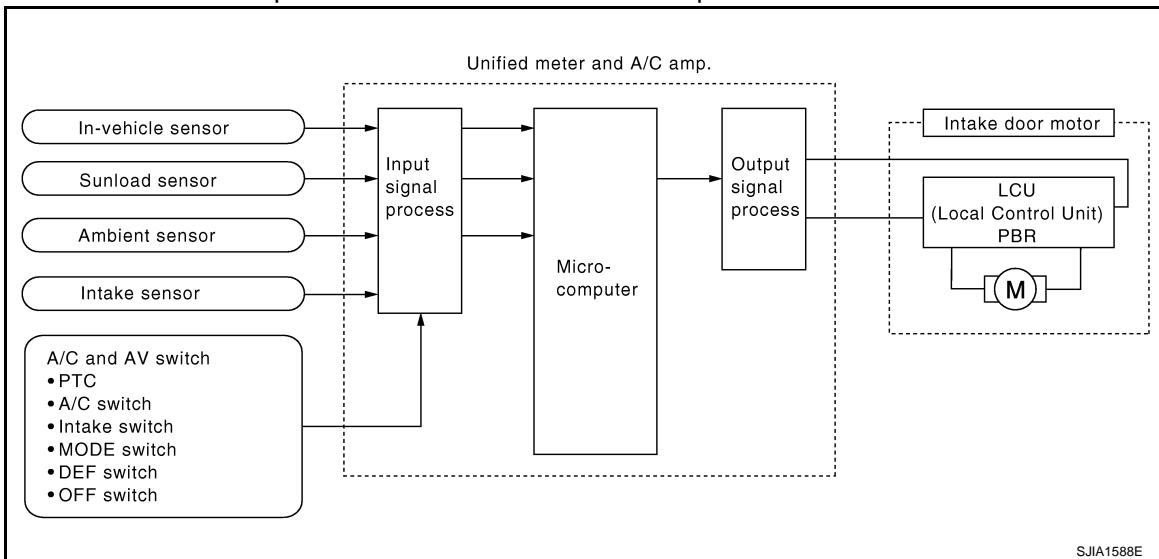 Unified meter and A/C amp.
In-vehicle sensor
Sunload sensor
Ambient sensor
Intake sensor
A/C and AV switch
• PTC
• A/C switch
• Intake switch
• MODE switch
• DEF switch
• OFF switch
Input
signal
process
Micro-
computer
Output
signal
process
Intake door motor
LCU
(Local Control Unit)
PBR
M
SJIA1588E